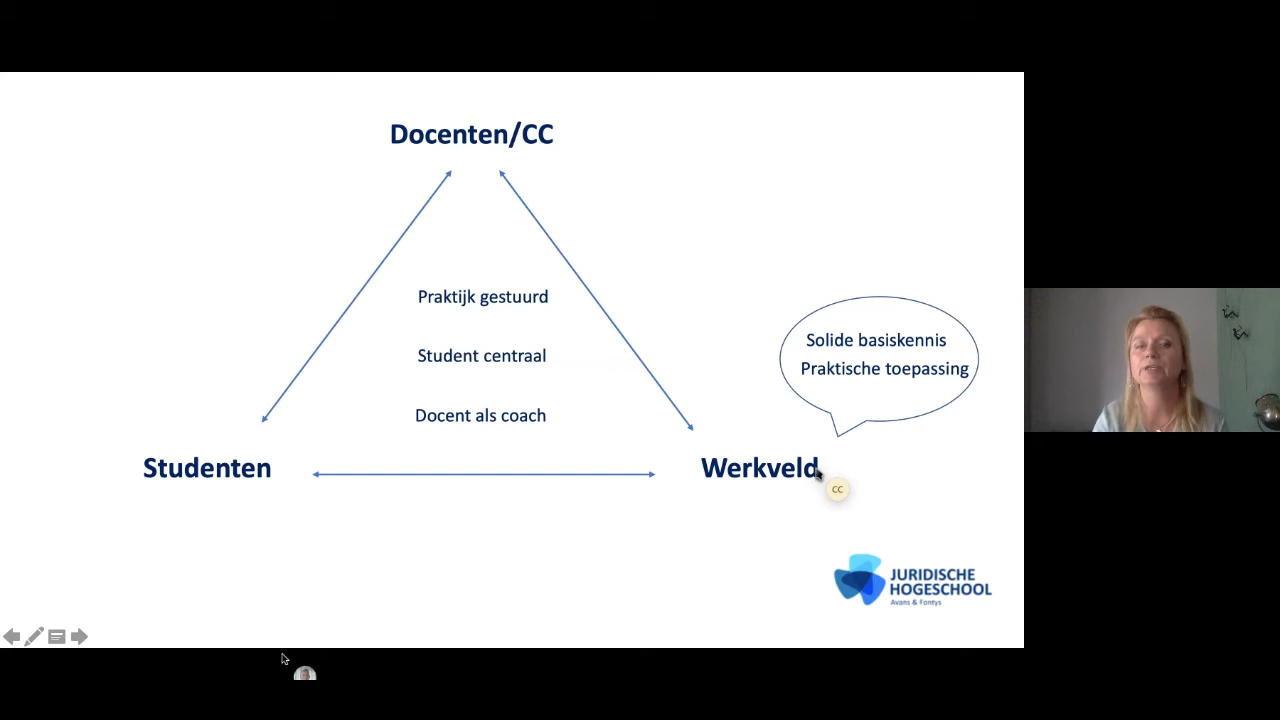 Docenten/CC
Praktijk gestuurd
Student centraal
Docent als coach
Solide basiskennis
Praktische toepassing
Studenten
Werkveld
CC
JURIDISCHE
HOGESCHOOL
Avans & Fontys